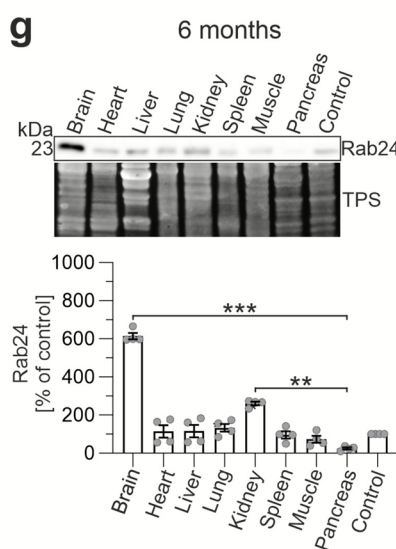 g
6 months
Brain Heart Liver Lung Kidney Spleen Muscle Pancreas Control
kDa
23 Rab24
TPS
Rab24
[% of control]
1000
800
600
400
200
0
***
**
Brain Heart Liver Lung Kidney Spleen Muscle Pancreas Control